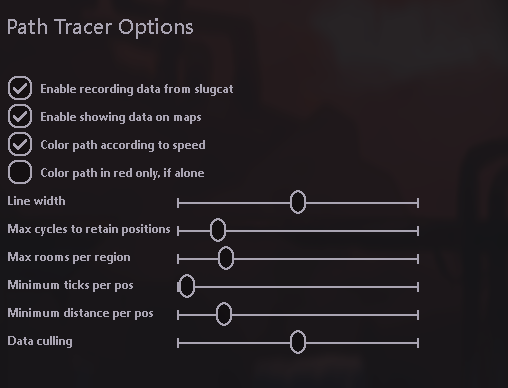 Path Tracer Options
Enable recording data from slugcat
Enable showing data on maps
Color path according to speed
Color path in red only, if alone
Line width
Max cycles to retain positions
Max rooms per region
Minimum ticks per pos
Minimum distance per pos
Data culling